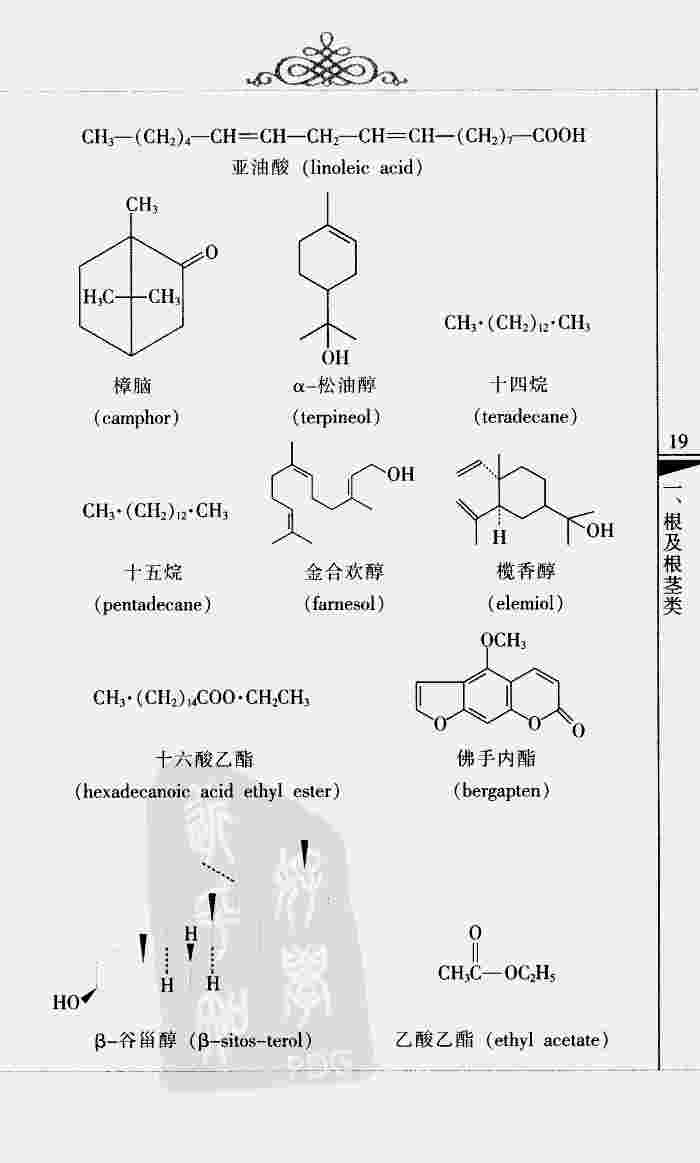 CH₃—(CH₂)₄—CH=CH—CH₂—CH=CH—(CH₂)₇—COOH
亚油酸 (linoleic acid)
CH₃
O
H₃C
CH₃
OH
CH₃·(CH₂)₁₂·CH₃
樟脑
α-松油醇
十四烷
(camphor)
(terpineol)
(teradecane)
19
一、根及根茎类
OH
CH₃·(CH₂)₁₂·CH₃
H
OH
十五烷
金合欢醇
榄香醇
(pentadecane)
(farnesol)
(elemiol)
OCH₃
CH₃·(CH₂)₁₄COO·CH₂CH₃
O
O
O
十六酸乙酯
佛手内酯
(hexadecanoic acid ethyl ester)
(bergapten)
H
H
H
HO
O
CH₃C—OC₂H₅
β-谷甾醇 (β-sitos-terol)
乙酸乙酯 (ethyl acetate)
PDG